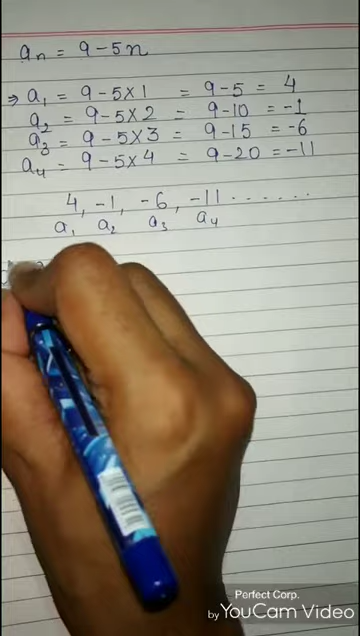 aₙ = 9 - 5n
⇒ a₁ = 9 - 5 × 1 = 9 - 5 = 4
a₂ = 9 - 5 × 2 = 9 - 10 = -1
a₃ = 9 - 5 × 3 = 9 - 15 = -6
a₄ = 9 - 5 × 4 = 9 - 20 = -11
4, -1, -6, -11 . . . . . .
a₁ a₂ a₃ a₄
Perfect Corp.
by YouCam Video